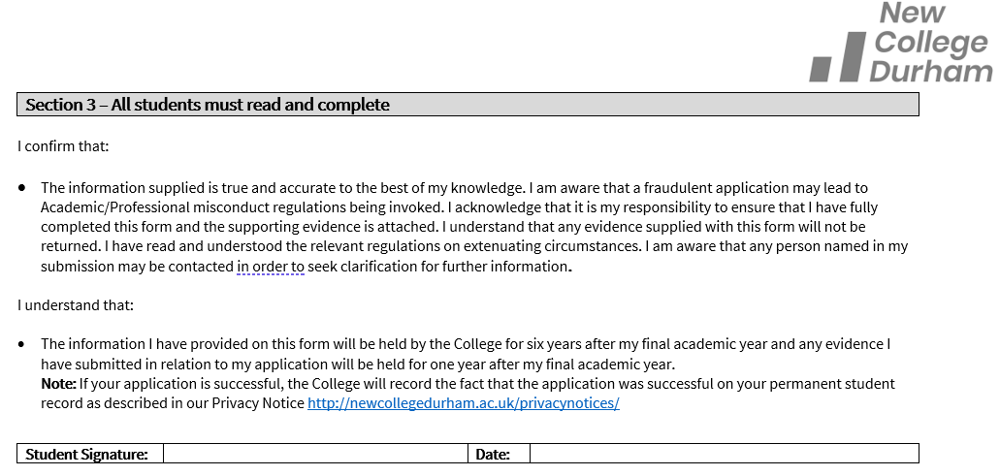 New
College
Durham
Section 3 – All students must read and complete
I confirm that:
• The information supplied is true and accurate to the best of my knowledge. I am aware that a fraudulent application may lead to
Academic/Professional misconduct regulations being invoked. I acknowledge that it is my responsibility to ensure that I have fully
completed this form and the supporting evidence is attached. I understand that any evidence supplied with this form will not be
returned. I have read and understood the relevant regulations on extenuating circumstances. I am aware that any person named in my
submission may be contacted in order to seek clarification for further information.
I understand that:
• The information I have provided on this form will be held by the College for six years after my final academic year and any evidence I
have submitted in relation to my application will be held for one year after my final academic year.
Note: If your application is successful, the College will record the fact that the application was successful on your permanent student
record as described in our Privacy Notice http://newcollegedurham.ac.uk/privacynotices/
Student Signature: Date: